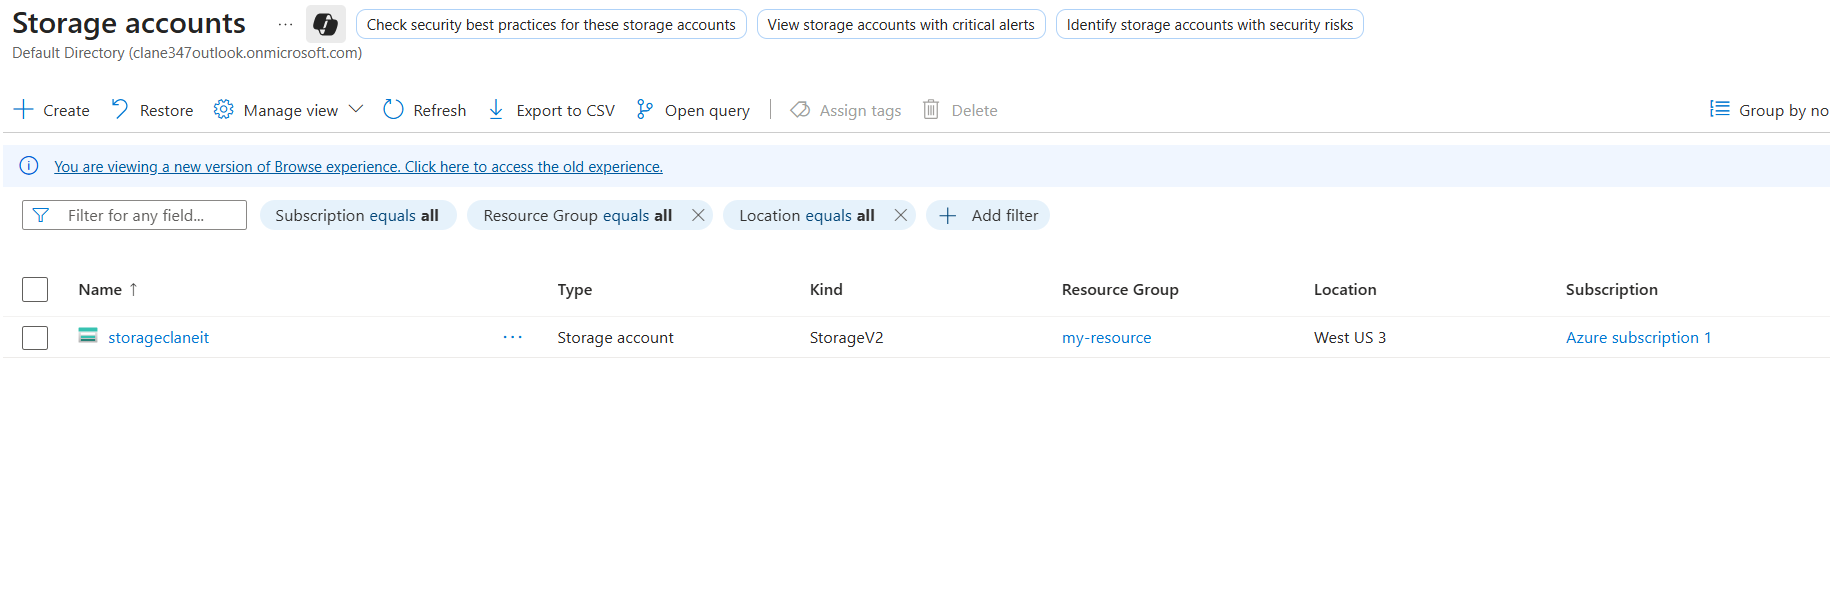 Storage accounts ... Check security best practices for these storage accounts View storage accounts with critical alerts Identify storage accounts with security risks
Default Directory (clane347outlook.onmicrosoft.com)
Create Restore Manage view Refresh Export to CSV Open query Assign tags Delete Group by no
You are viewing a new version of Browse experience. Click here to access the old experience.
Filter for any field... Subscription equals all Resource Group equals all Location equals all Add filter
Name ↑ Type Kind Resource Group Location Subscription
storageclaneit ... Storage account StorageV2 my-resource West US 3 Azure subscription 1